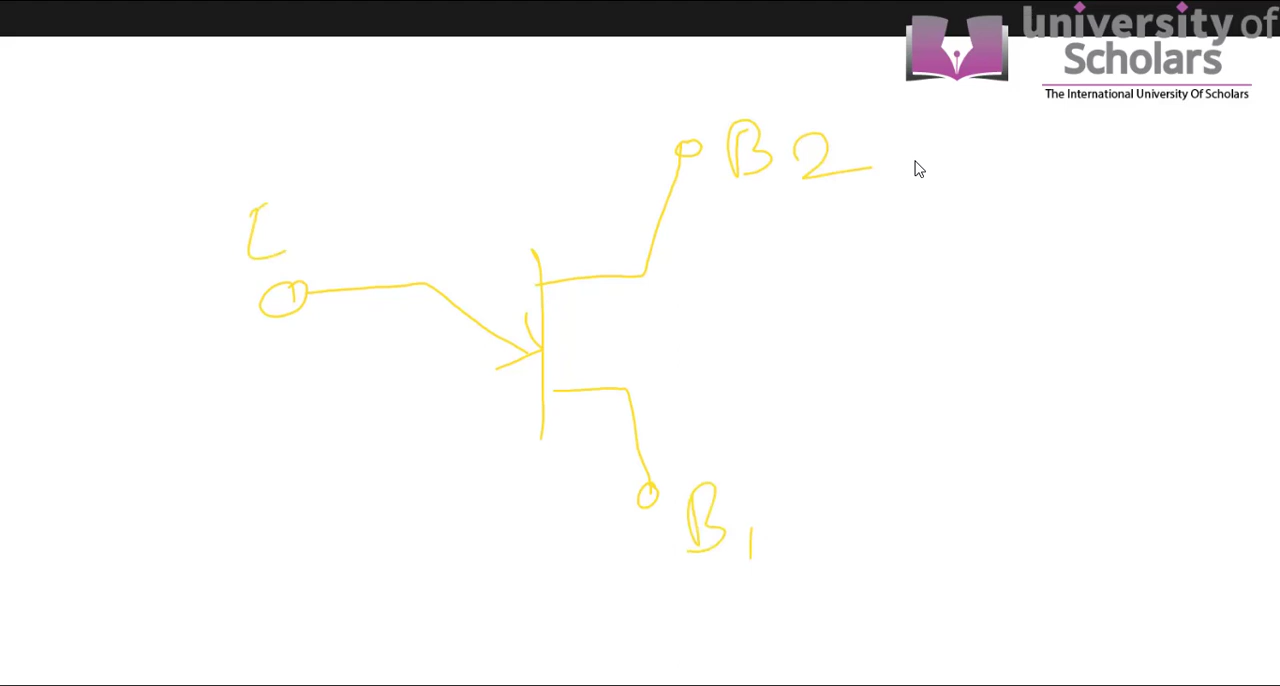 university of
Scholars
The International University Of Scholars
B2
B1